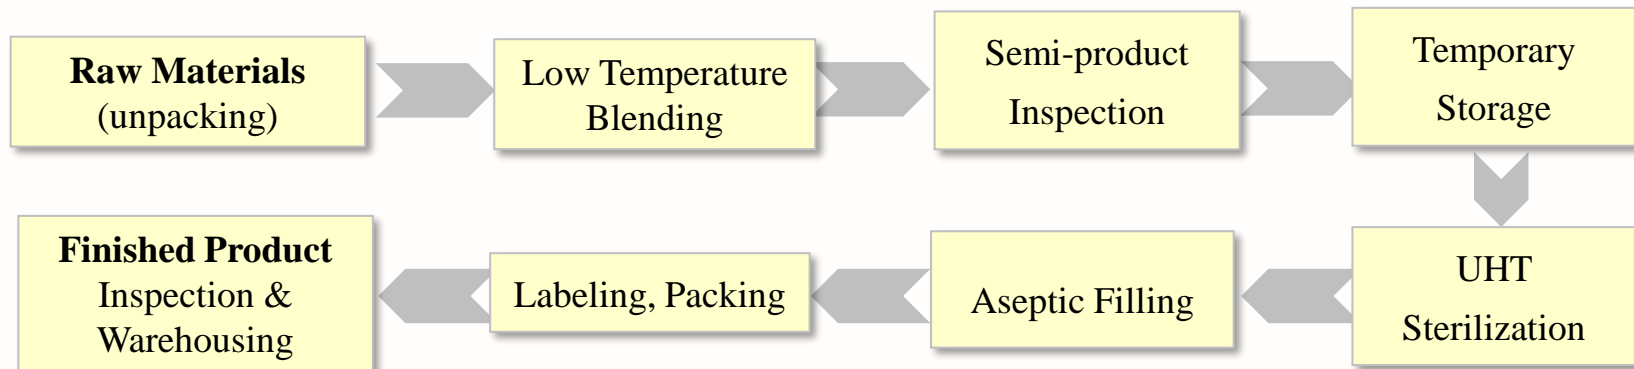 Raw Materials
(unpacking)
Low Temperature
Blending
Semi-product
Inspection
Temporary
Storage
UHT
Sterilization
Aseptic Filling
Labeling, Packing
Finished Product
Inspection &
Warehousing